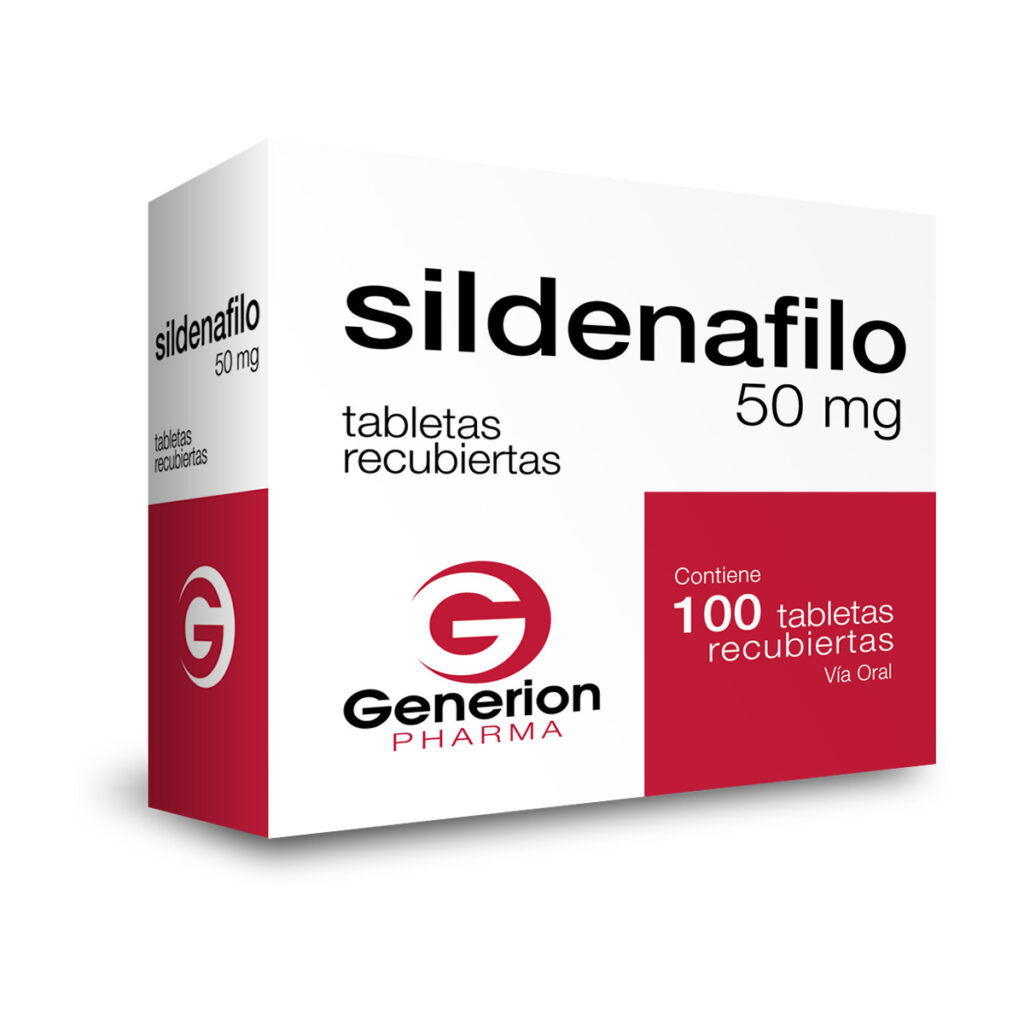 sildenafilo
50 mg
tabletas
recubiertas
G
sildenafilo
50 mg
tabletas
recubiertas
G
Generion
PHARMA
Contiene
100 tabletas
recubiertas
Vía Oral